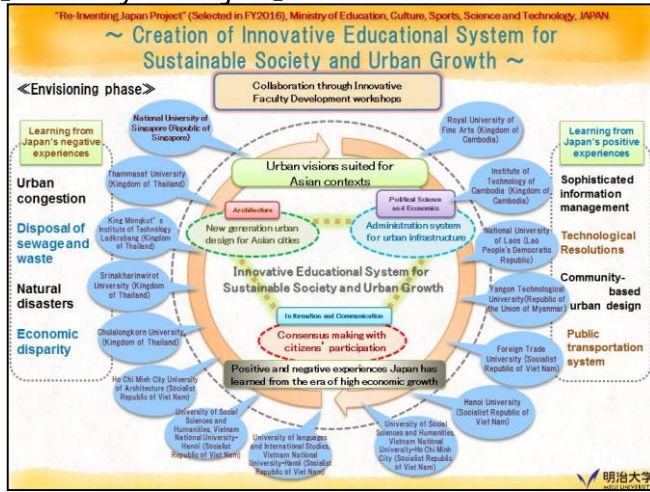 "Re-Inventing Japan Project" (Selected in FY2016), Ministry of Education, Culture, Sports, Science and Technology, JAPAN
～ Creation of Innovative Educational System for
Sustainable Society and Urban Growth ～
≪Envisioning phase≫
Collaboration through Innovative
Faculty Development workshops
Learning from
Japan's negative
experiences
Urban
congestion
Disposal of
sewage and
waste
Natural
disasters
Economic
disparity
National University of
Singapore (Republic of
Singapore)
Thammasat University
(Kingdom of Thailand)
King Mongkut's
Institute of Technology
Ladkrabang (Kingdom
of Thailand)
Srinakharinwirot
University (Kingdom
of Thailand)
Chulalongkorn University
(Kingdom of Thailand)
Ho Chi Minh City University
of Architecture (Socialist
Republic of Viet Nam)
University of Social
Sciences and
Humanities, Vietnam
National University-
Hanoi (Socialist
Republic of Viet Nam)
University of languages
and International Studies,
Vietnam National
University-Hanoi (Socialist
Republic of Viet Nam)
Urban visions suited for
Asian contexts
Architecture
New generation urban
design for Asian cities
Political Science
and Economics
Administration system
for urban infrastructure
Innovative Educational System for
Sustainable Society and Urban Growth
Information and Communication
Consensus making with
citizens' participation
Positive and negative experiences Japan has
learned from the era of high economic growth
Royal University of
Fine Arts (Kingdom of
Cambodia)
Institute of
Technology of
Cambodia (Kingdom of
Cambodia)
National University
of Laos (Lao
People's Democratic
Republic)
Yangon Technological
University(Republic of
the Union of Myanmar)
Foreign Trade
University (Socialist
Republic of Viet Nam)
Hanoi University
(Socialist Republic of
Viet Nam)
University of Social
Sciences and Humanities,
Vietnam National
University-Ho Chi Minh
City (Socialist
Republic of Viet Nam)
Learning from
Japan's positive
experiences
Sophisticated
information
management
Technological
Resolutions
Community-
based
urban design
Public
transportation
system
明治大学
MEIJI UNIVERSITY